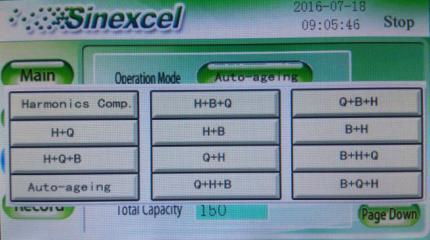 Sinexcel
2016-07-18
09:05:46 Stop
Main
Operation Mode Auto-ageing
Harmonics Comp. H+B+Q Q+B+H
H+Q H+B B+H
H+Q+B Q+H B+H+Q
Auto-ageing Q+H+B B+Q+H
Record
Total Capacity 150
Page Down